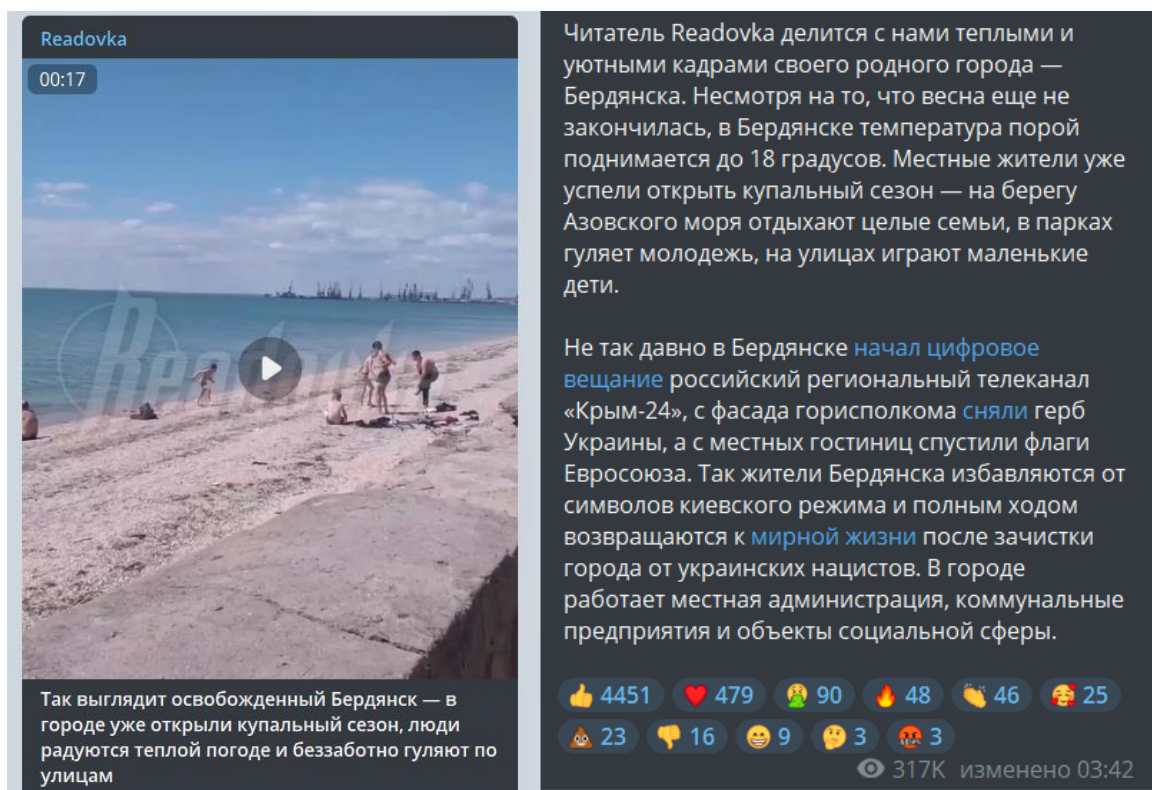 Readovka
00:17
Readovka
Так выглядит освобожденный Бердянск — в
городе уже открыли купальный сезон, люди
радуются теплой погоде и беззаботно гуляют по
улицам
Читатель Readovka делится с нами теплыми и
уютными кадрами своего родного города —
Бердянска. Несмотря на то, что весна еще не
закончилась, в Бердянске температура порой
поднимается до 18 градусов. Местные жители уже
успели открыть купальный сезон — на берегу
Азовского моря отдыхают целые семьи, в парках
гуляет молодежь, на улицах играют маленькие
дети.
Не так давно в Бердянске начал цифровое
вещание российский региональный телеканал
«Крым-24», с фасада горисполкома сняли герб
Украины, а с местных гостиниц спустили флаги
Евросоюза. Так жители Бердянска избавляются от
символов киевского режима и полным ходом
возвращаются к мирной жизни после зачистки
города от украинских нацистов. В городе
работает местная администрация, коммунальные
предприятия и объекты социальной сферы.
👍 4451 ❤️ 479 🤮 90 🔥 48 👏 46 🥰 25
💩 23 👎 16 😁 9 🤔 3 🤬 3
317K изменено 03:42